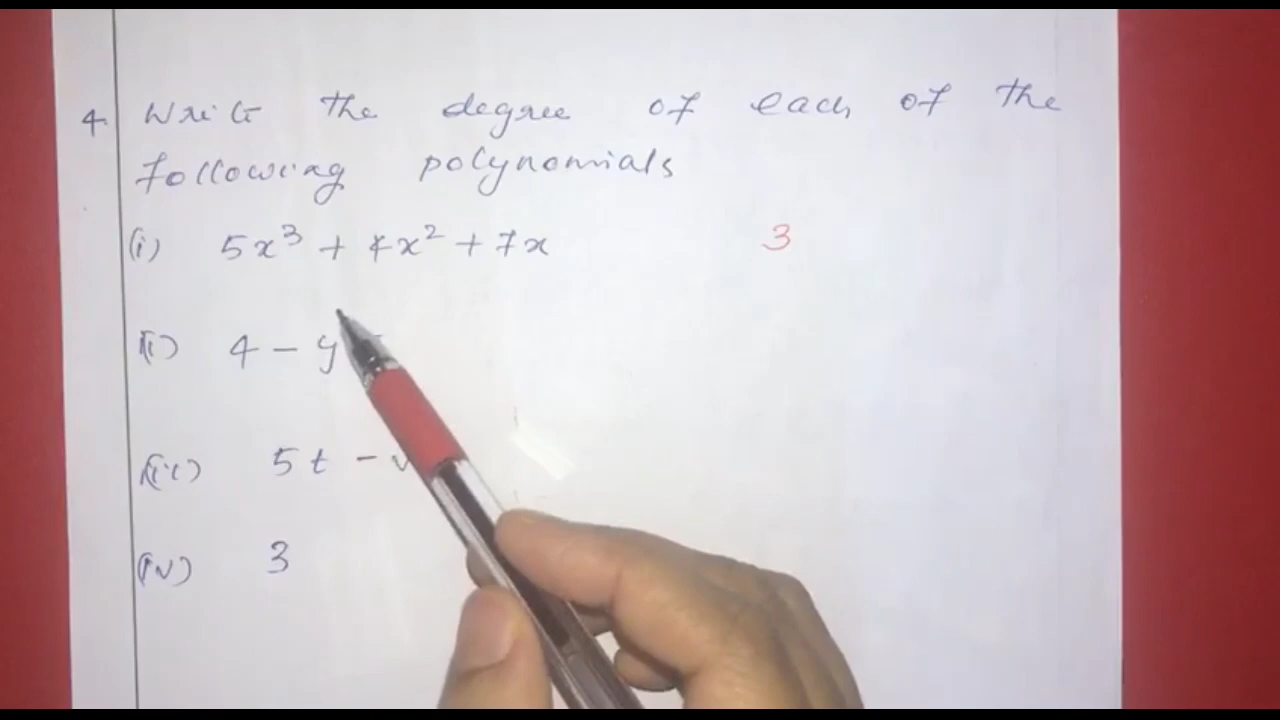 4. Write the degree of each of the
following polynomials
(i) 5x³ + 4x² + 7x 3
(ii) 4 - y
(iii) 5t - √
(iv) 3